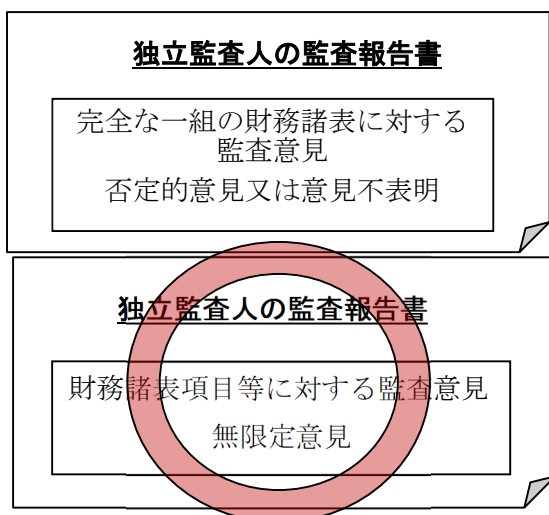 独立監査人の監査報告書
完全な一組の財務諸表に対する
監査意見
否定的意見又は意見不表明
独立監査人の監査報告書
財務諸表項目等に対する監査意見
無限定意見